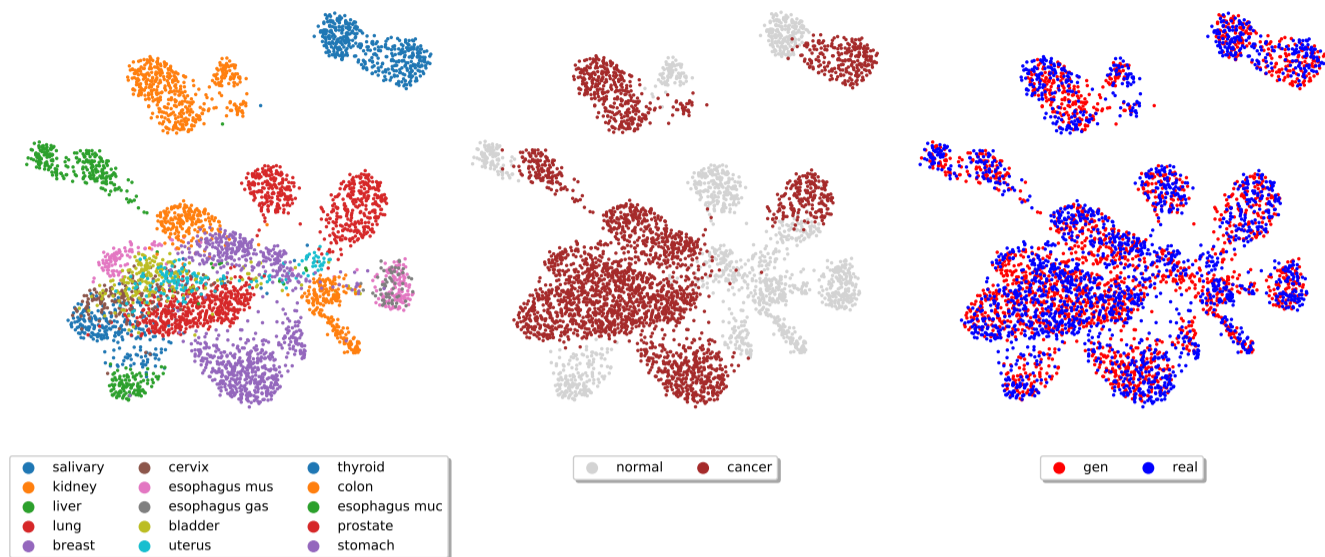 salivary cervix thyroid
kidney esophagus mus colon
liver esophagus gas esophagus muc
lung bladder prostate
breast uterus stomach
normal cancer
gen real